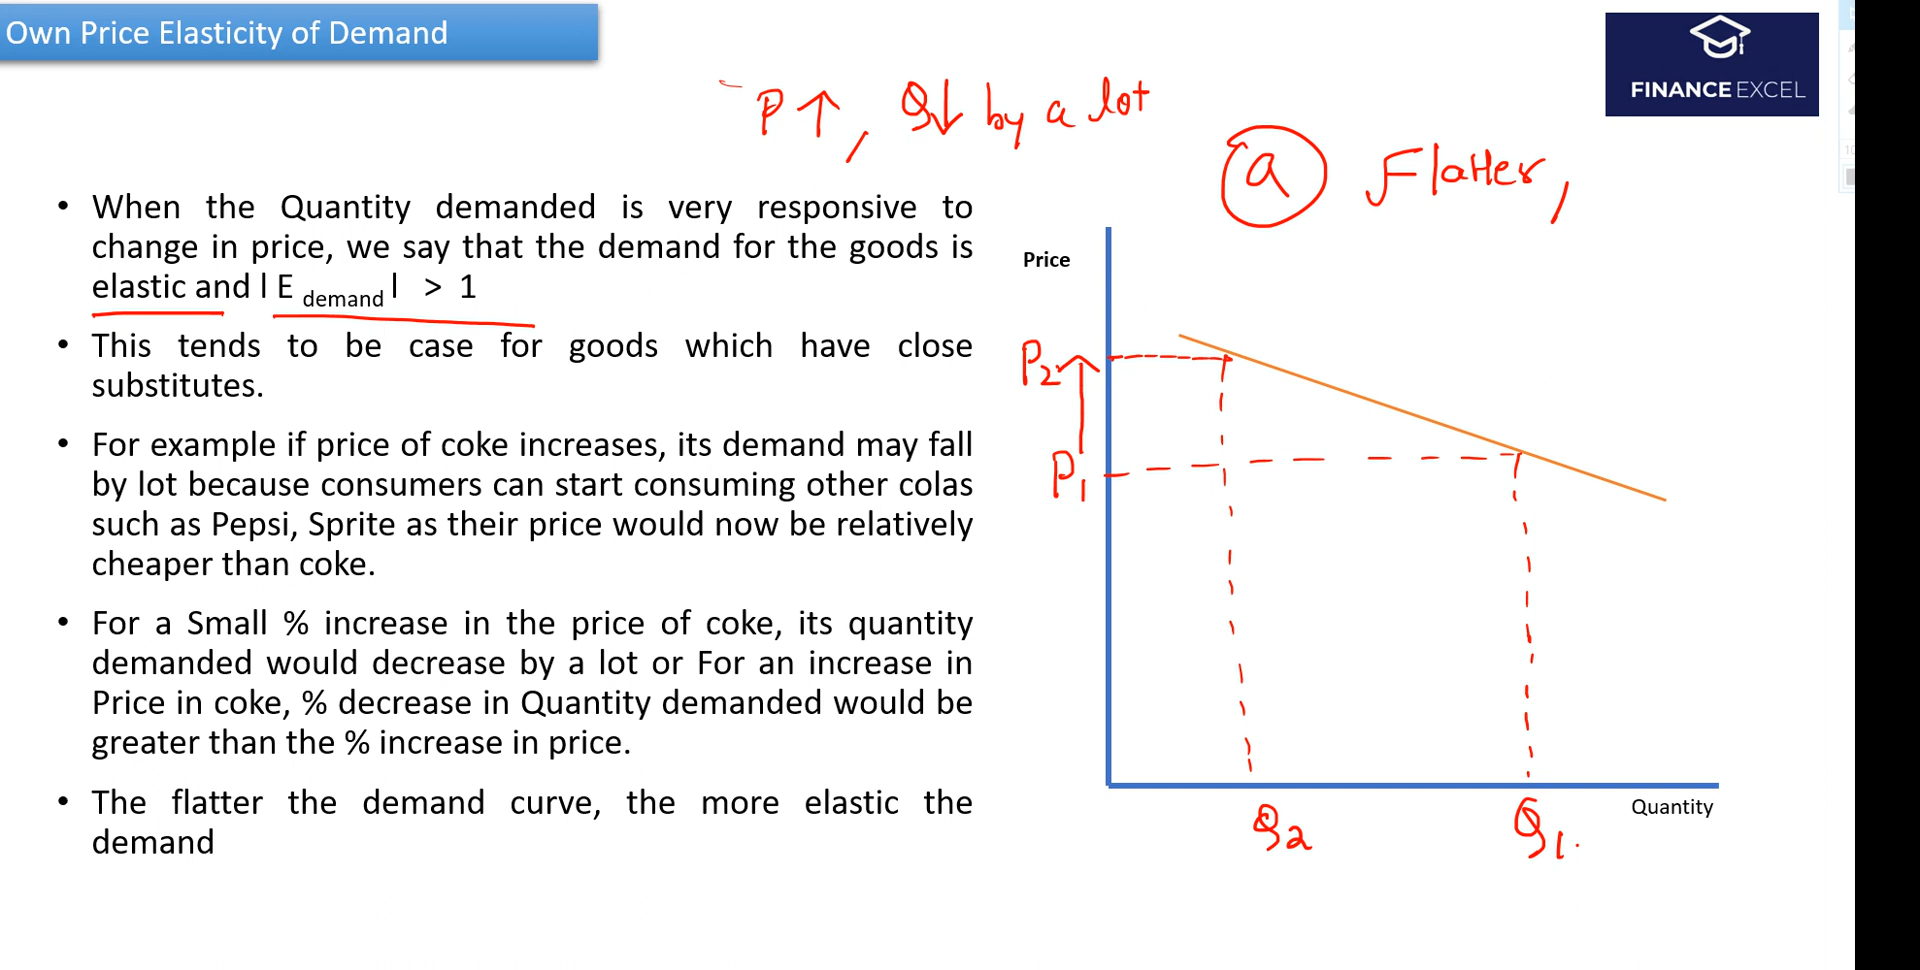 Own Price Elasticity of Demand
FINANCE EXCEL
P ↑, Q↓ by a lot
a Flatter,
• When the Quantity demanded is very responsive to
change in price, we say that the demand for the goods is
elastic and | E demand | > 1
• This tends to be case for goods which have close
substitutes.
• For example if price of coke increases, its demand may fall
by lot because consumers can start consuming other colas
such as Pepsi, Sprite as their price would now be relatively
cheaper than coke.
• For a Small % increase in the price of coke, its quantity
demanded would decrease by a lot or For an increase in
Price in coke, % decrease in Quantity demanded would be
greater than the % increase in price.
• The flatter the demand curve, the more elastic the
demand
Price
P2
P1
Quantity
Q2
Q1.